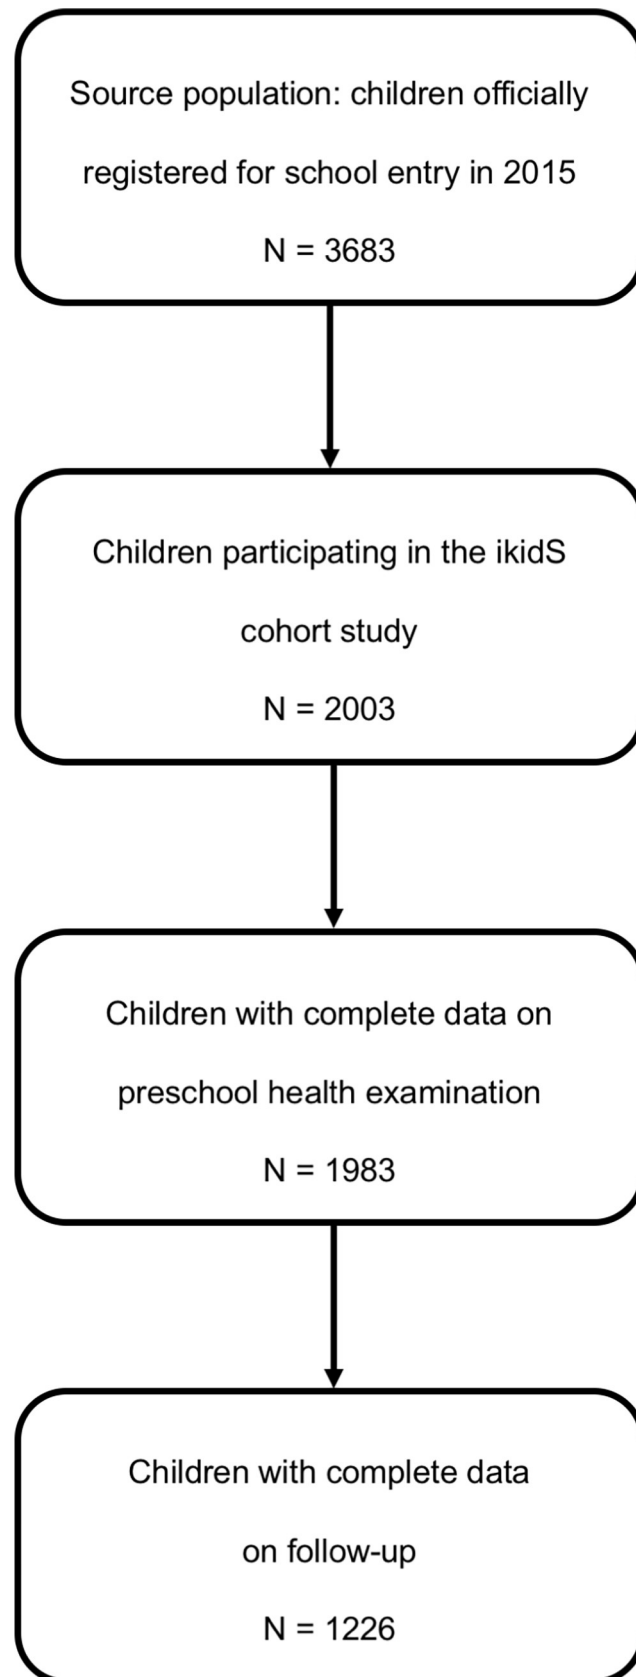 Source population: children officially
registered for school entry in 2015
N = 3683
Children participating in the ikidS
cohort study
N = 2003
Children with complete data on
preschool health examination
N = 1983
Children with complete data
on follow-up
N = 1226